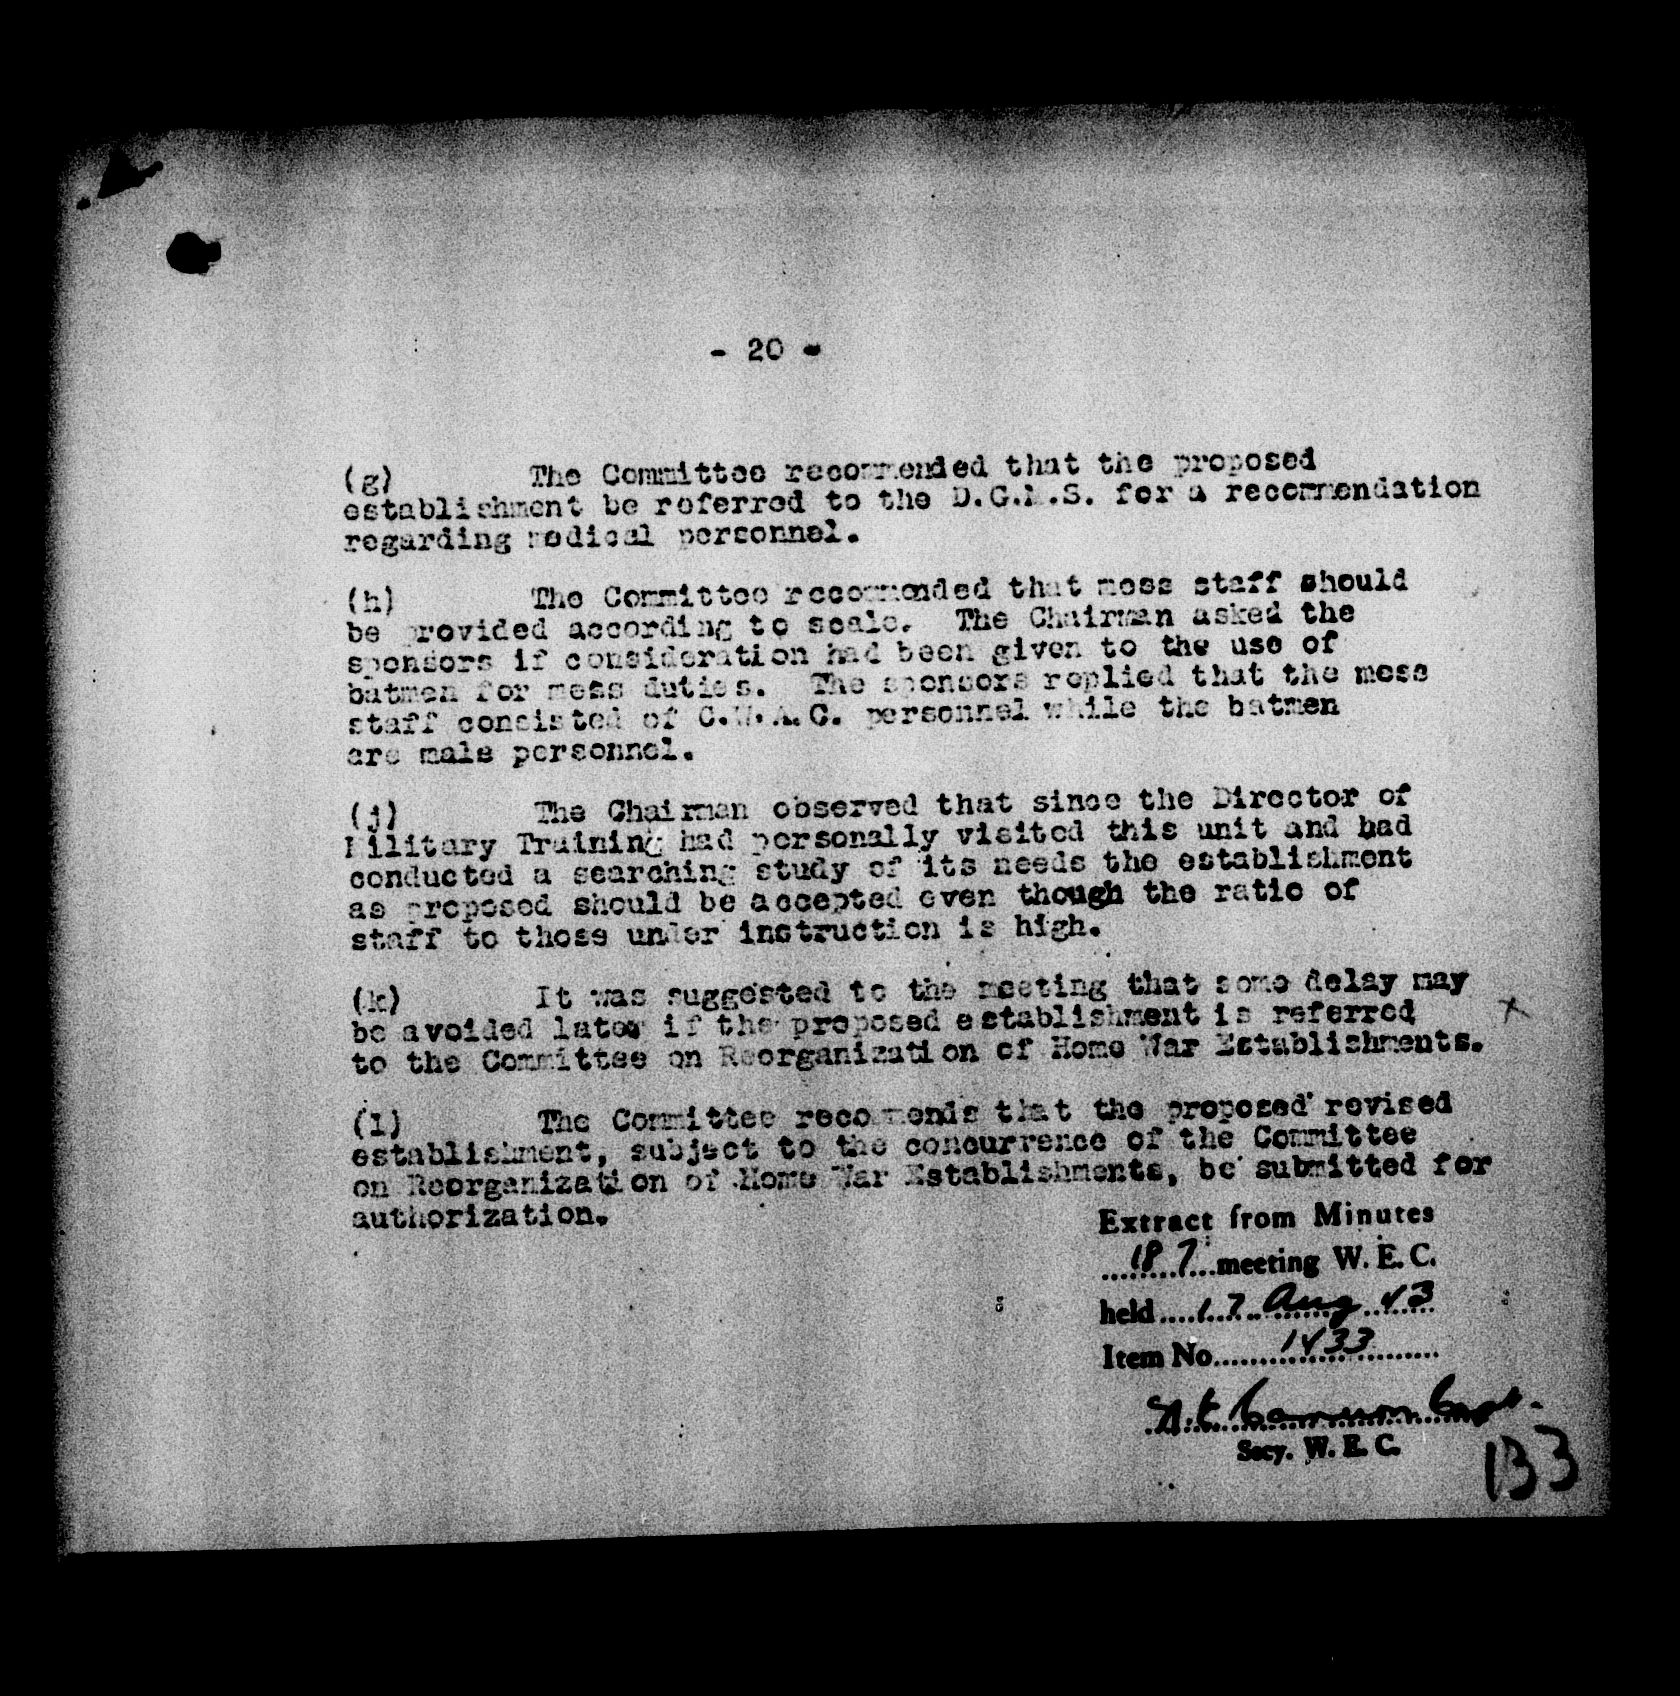 - 20 -
(g) The Committee recommended that the proposed
establishment be referred to the D.G.M.S. for a recommendation
regarding medical personnel.
(h) The Committee recommended that mess staff should
be provided according to scale. The Chairman asked the
sponsors if consideration had been given to the use of
batmen for mess duties. The sponsors replied that the mess
staff consisted of C.W.A.C. personnel while the batmen
are male personnel.
(j) The Chairman observed that since the Director of
Military Training had personally visited this unit and had
conducted a searching study of its needs the establishment
as proposed should be accepted even though the ratio of
staff to those under instruction is high.
(k) It was suggested to the meeting that some delay may
be avoided later if the proposed establishment is referred
to the Committee on Reorganization of Home War Establishments.
x
(l) The Committee recommends that the proposed revised
establishment, subject to the concurrence of the Committee
on Reorganization of Home War Establishments, be submitted for
authorization.
Extract from Minutes
187 meeting W. E. C.
held 17 Aug 43
Item No 1433
Capt.
Secy. W. E. C.
133